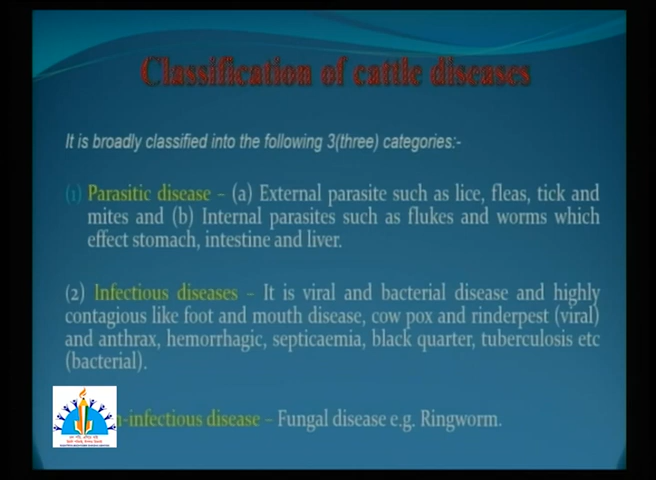 Classification of cattle diseases
It is broadly classified into the following 3(three) categories:-
(1) Parasitic disease – (a) External parasite such as lice, fleas, tick and
mites and (b) Internal parasites such as flukes and worms which
effect stomach, intestine and liver.
(2) Infectious diseases – It is viral and bacterial disease and highly
contagious like foot and mouth disease, cow pox and rinderpest (viral)
and anthrax, hemorrhagic, septicaemia, black quarter, tuberculosis etc
(bacterial).
-infectious disease – Fungal disease e.g. Ringworm.